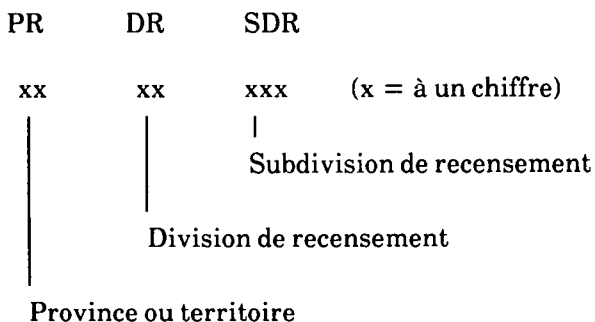 PR DR SDR
xx xx xxx (x = à un chiffre)
Subdivision de recensement
Division de recensement
Province ou territoire